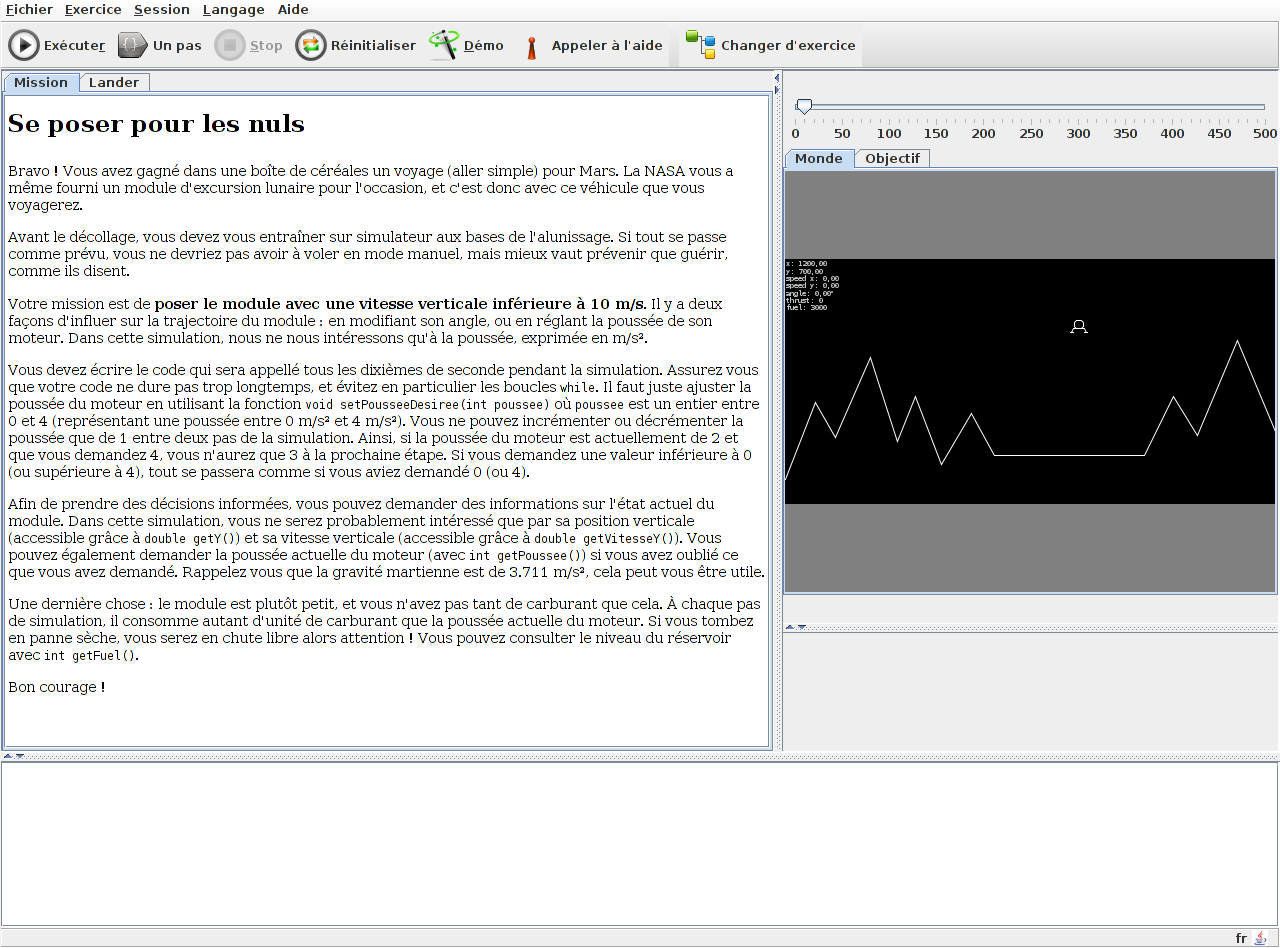 Fichier Exercice Session Langage Aide
Exécuter Un pas Stop Réinitialiser Démo Appeler à l'aide Changer d'exercice
Mission Lander
Se poser pour les nuls
Bravo ! Vous avez gagné dans une boîte de céréales un voyage (aller simple) pour Mars. La NASA vous a
même fourni un module d'excursion lunaire pour l'occasion, et c'est donc avec ce véhicule que vous
voyagerez.
Avant le décollage, vous devez vous entraîner sur simulateur aux bases de l'alunissage. Si tout se passe
comme prévu, vous ne devriez pas avoir à voler en mode manuel, mais mieux vaut prévenir que guérir,
comme ils disent.
Votre mission est de poser le module avec une vitesse verticale inférieure à 10 m/s. Il y a deux
façons d'influer sur la trajectoire du module : en modifiant son angle, ou en réglant la poussée de son
moteur. Dans cette simulation, nous ne nous intéressons qu'à la poussée, exprimée en m/s².
Vous devez écrire le code qui sera appellé tous les dixièmes de seconde pendant la simulation. Assurez vous
que votre code ne dure pas trop longtemps, et évitez en particulier les boucles while. Il faut juste ajuster la
poussée du moteur en utilisant la fonction void setPousseeDesiree(int poussee) où poussee est un entier entre
0 et 4 (représentant une poussée entre 0 m/s² et 4 m/s²). Vous ne pouvez incrémenter ou décrémenter la
poussée que de 1 entre deux pas de la simulation. Ainsi, si la poussée du moteur est actuellement de 2 et
que vous demandez 4, vous n'aurez que 3 à la prochaine étape. Si vous demandez une valeur inférieure à 0
(ou supérieure à 4), tout se passera comme si vous aviez demandé 0 (ou 4).
Afin de prendre des décisions informées, vous pouvez demander des informations sur l'état actuel du
module. Dans cette simulation, vous ne serez probablement intéressé que par sa position verticale
(accessible grâce à double getY()) et sa vitesse verticale (accessible grâce à double getVitesseY()). Vous
pouvez également demander la poussée actuelle du moteur (avec int getPoussee()) si vous avez oublié ce
que vous avez demandé. Rappelez vous que la gravité martienne est de 3.711 m/s², cela peut vous être utile.
Une dernière chose : le module est plutôt petit, et vous n'avez pas tant de carburant que cela. À chaque pas
de simulation, il consomme autant d'unité de carburant que la poussée actuelle du moteur. Si vous tombez
en panne sèche, vous serez en chute libre alors attention ! Vous pouvez consulter le niveau du réservoir
avec int getFuel().
Bon courage !
0 50 100 150 200 250 300 350 400 450 500
Monde Objectif
x: 1200,00
y: 700,00
speed x: 0,00
speed y: 0,00
angle: 0,00°
thrust: 0
fuel: 3000
fr